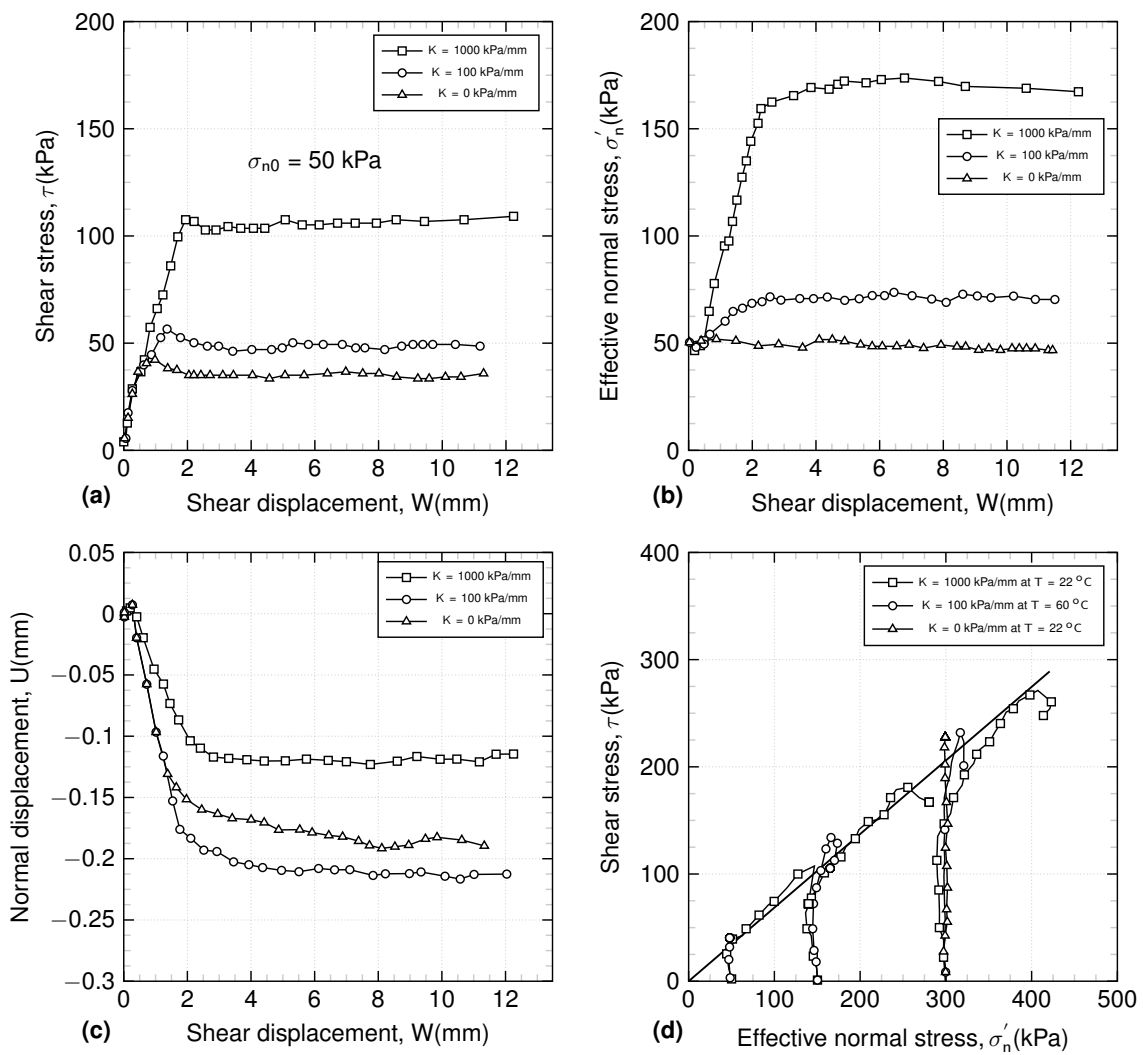 200
150
100
50
0
Shear stress, τ(kPa)
K = 1000 kPa/mm
K = 100 kPa/mm
K = 0 kPa/mm
σn0 = 50 kPa
0 2 4 6 8 10 12
(a)
Shear displacement, W(mm)
200
150
100
50
0
Effective normal stress, σ′n(kPa)
K = 1000 kPa/mm
K = 100 kPa/mm
K = 0 kPa/mm
0 2 4 6 8 10 12
(b)
Shear displacement, W(mm)
0.05
0
−0.05
−0.1
−0.15
−0.2
−0.25
−0.3
Normal displacement, U(mm)
K = 1000 kPa/mm
K = 100 kPa/mm
K = 0 kPa/mm
0 2 4 6 8 10 12
(c)
Shear displacement, W(mm)
400
300
200
100
0
Shear stress, τ(kPa)
K = 1000 kPa/mm at T = 22 °C
K = 100 kPa/mm at T = 60 °C
K = 0 kPa/mm at T = 22 °C
0 100 200 300 400 500
(d)
Effective normal stress, σ′n(kPa)